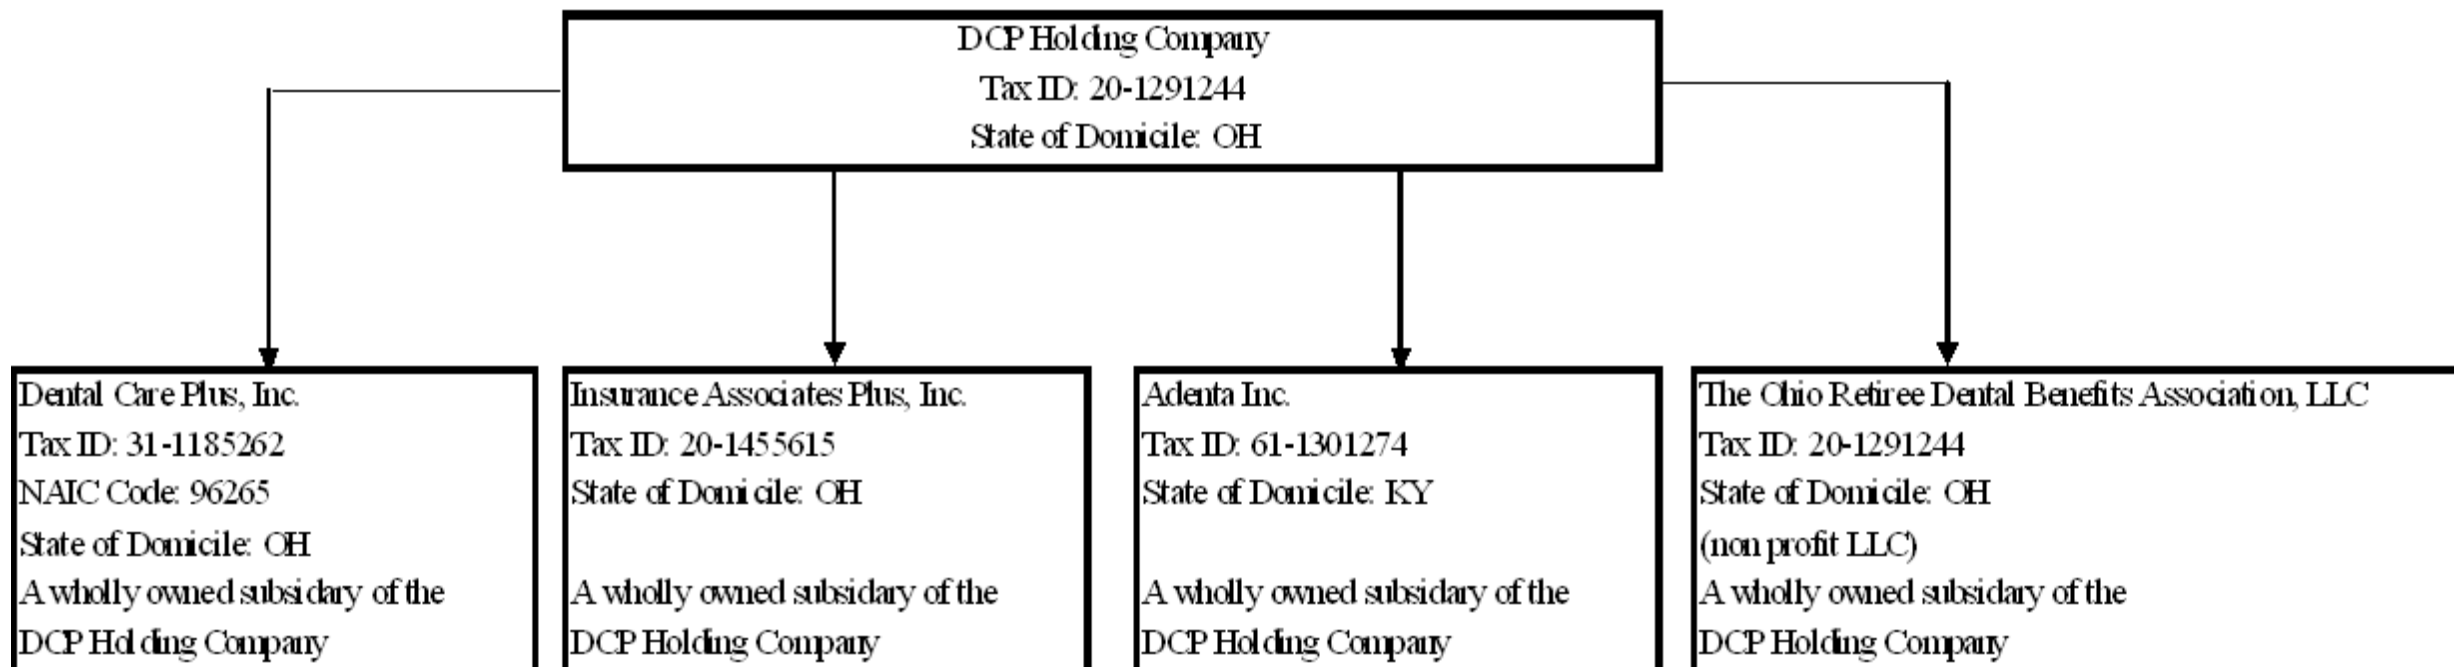 DCP Holding Company
Tax ID: 20-1291244
State of Domicile: OH
Dental Care Plus, Inc.
Tax ID: 31-1185262
NAIC Code: 96265
State of Domicile: OH
A wholly owned subsidary of the
DCP Holding Company
Insurance Associates Plus, Inc.
Tax ID: 20-1455615
State of Domicile: OH
A wholly owned subsidary of the
DCP Holding Company
Adenta Inc.
Tax ID: 61-1301274
State of Domicile: KY
A wholly owned subsidary of the
DCP Holding Company
The Ohio Retiree Dental Benefits Association, LLC
Tax ID: 20-1291244
State of Domicile: OH
(non profit LLC)
A wholly owned subsidary of the
DCP Holding Company